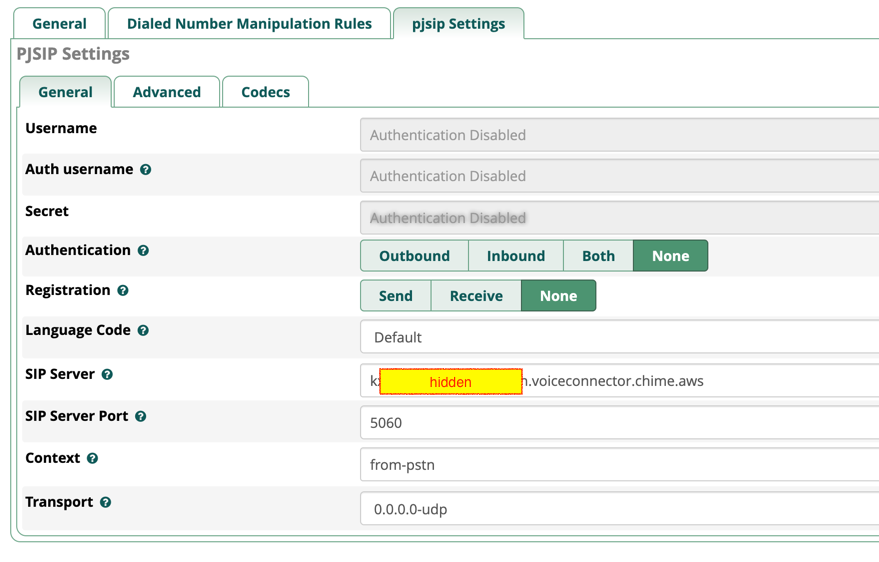 General Dialed Number Manipulation Rules pjsip Settings
PJSIP Settings
General Advanced Codecs
Username Authentication Disabled
Auth username Authentication Disabled
Secret Authentication Disabled
Authentication Outbound Inbound Both None
Registration Send Receive None
Language Code Default
SIP Server hidden .voiceconnector.chime.aws
SIP Server Port 5060
Context from-pstn
Transport 0.0.0.0-udp